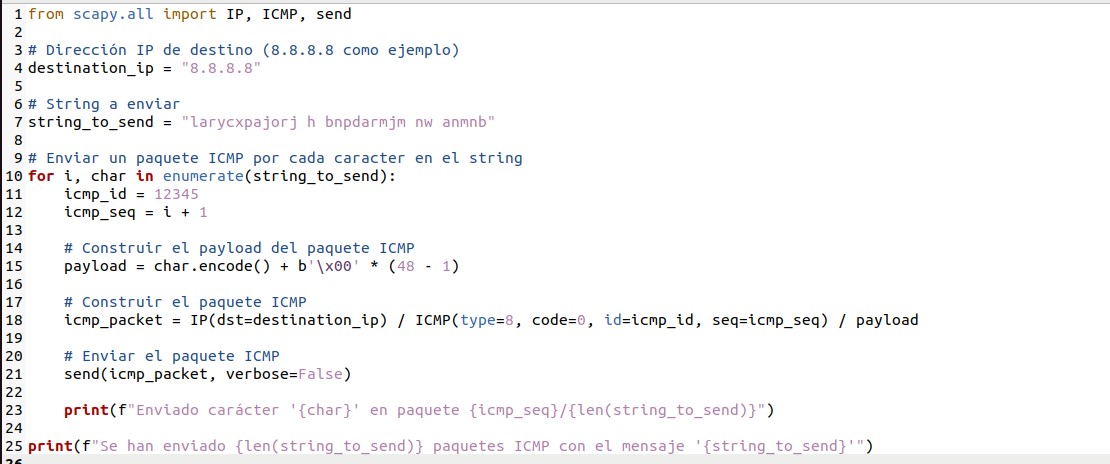 1 from scapy.all import IP, ICMP, send
2
3 # Dirección IP de destino (8.8.8.8 como ejemplo)
4 destination_ip = "8.8.8.8"
5
6 # String a enviar
7 string_to_send = "larycxpajorj h bnpdarmjm nw anmnb"
8
9 # Enviar un paquete ICMP por cada caracter en el string
10 for i, char in enumerate(string_to_send):
11     icmp_id = 12345
12     icmp_seq = i + 1
13
14     # Construir el payload del paquete ICMP
15     payload = char.encode() + b'\x00' * (48 - 1)
16
17     # Construir el paquete ICMP
18     icmp_packet = IP(dst=destination_ip) / ICMP(type=8, code=0, id=icmp_id, seq=icmp_seq) / payload
19
20     # Enviar el paquete ICMP
21     send(icmp_packet, verbose=False)
22
23     print(f"Enviado carácter '{char}' en paquete {icmp_seq}/{len(string_to_send)}")
24
25 print(f"Se han enviado {len(string_to_send)} paquetes ICMP con el mensaje '{string_to_send}'")
26